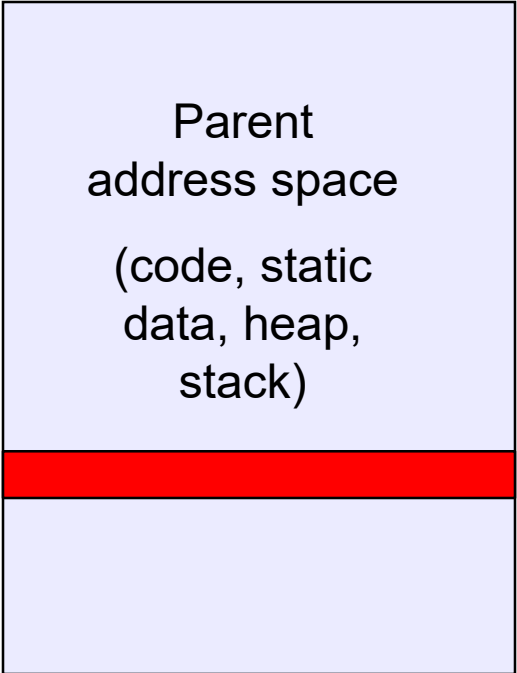 Parent
address space
(code, static
data, heap,
stack)